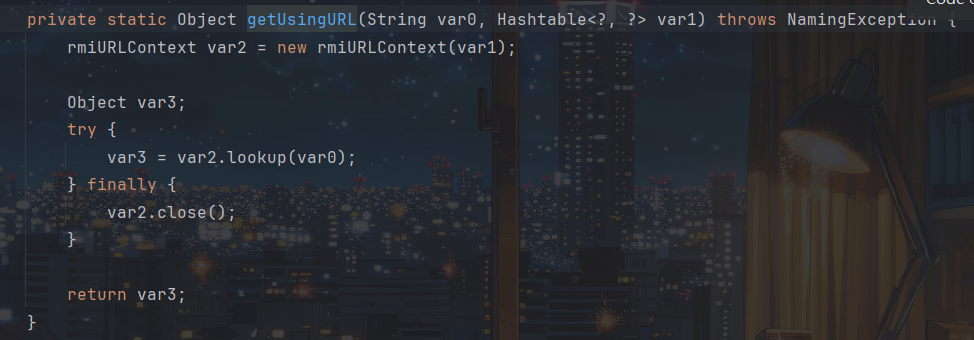 Code
private static Object getUsingURL(String var0, Hashtable<?, ?> var1) throws NamingException {
    rmiURLContext var2 = new rmiURLContext(var1);
    Object var3;
    try {
        var3 = var2.lookup(var0);
    } finally {
        var2.close();
    }
    return var3;
}